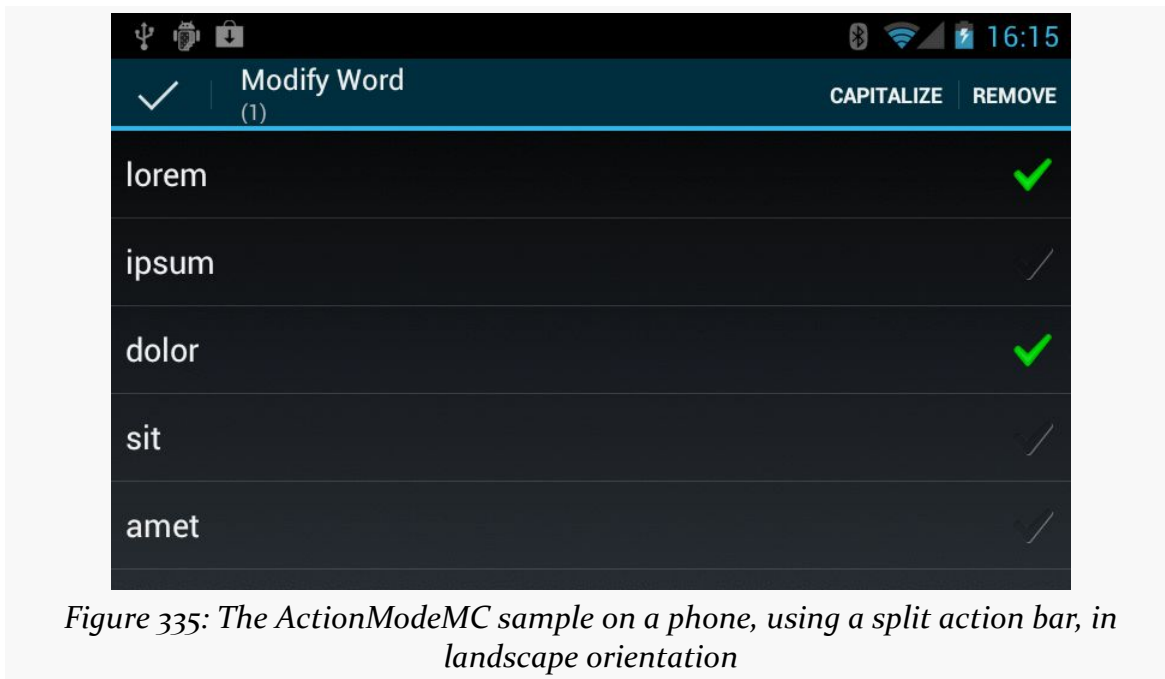 16:15
Modify Word
(1)
CAPITALIZE
REMOVE
lorem
ipsum
dolor
sit
amet
Figure 335: The ActionModeMC sample on a phone, using a split action bar, in
landscape orientation